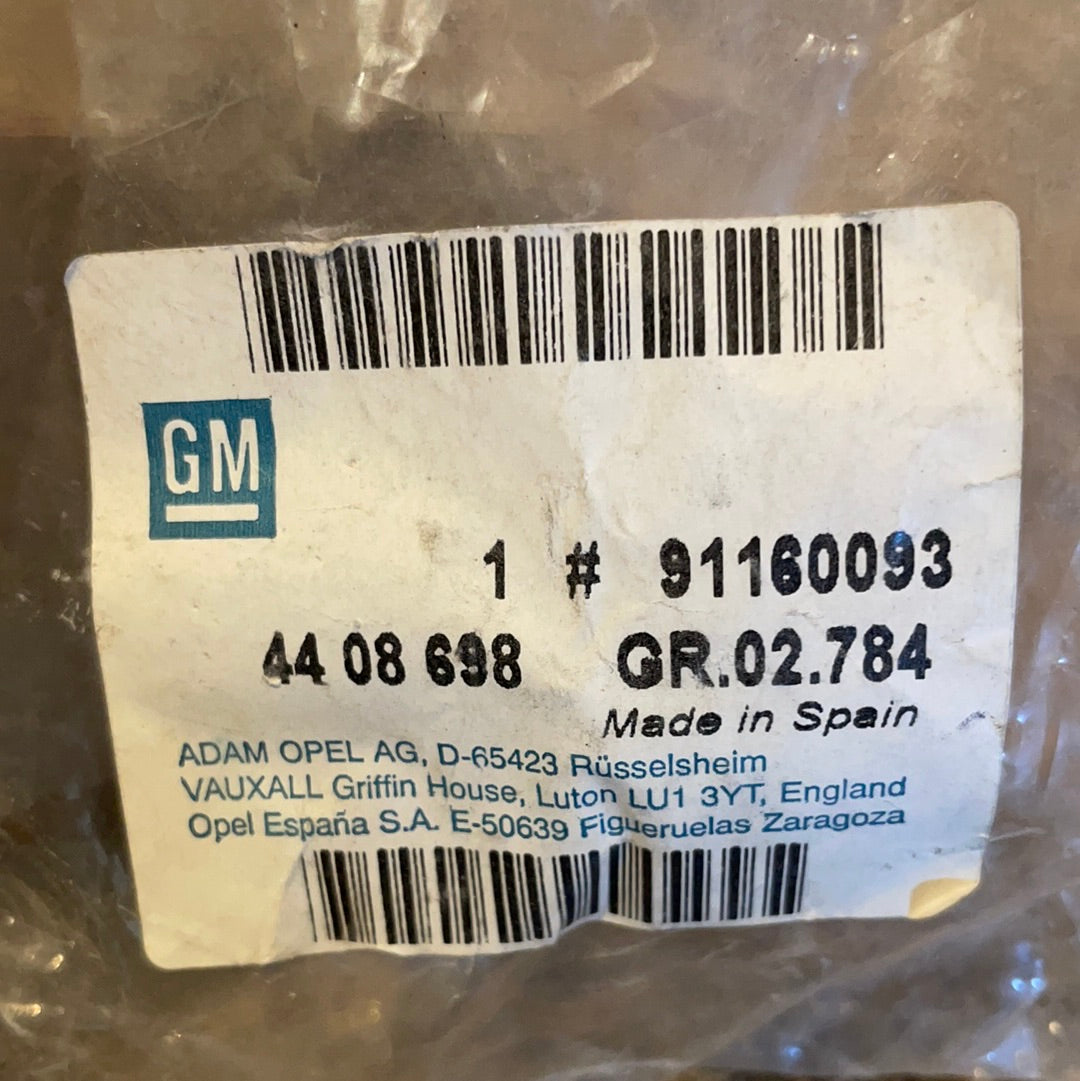 GM
1 # 91160093
44 08 698 GR.02.784
Made in Spain
ADAM OPEL AG, D-65423 Rüsselsheim
VAUXALL Griffin House, Luton LU1 3YT, England
Opel España S.A. E-50639 Figueruelas Zaragoza